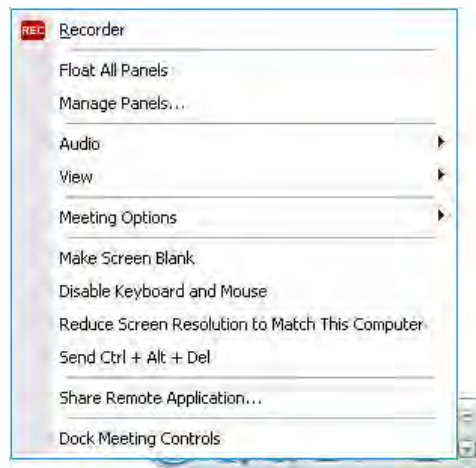 REC Recorder
Float All Panels
Manage Panels...
Audio
View
Meeting Options
Make Screen Blank
Disable Keyboard and Mouse
Reduce Screen Resolution to Match This Computer
Send Ctrl + Alt + Del
Share Remote Application...
Dock Meeting Controls